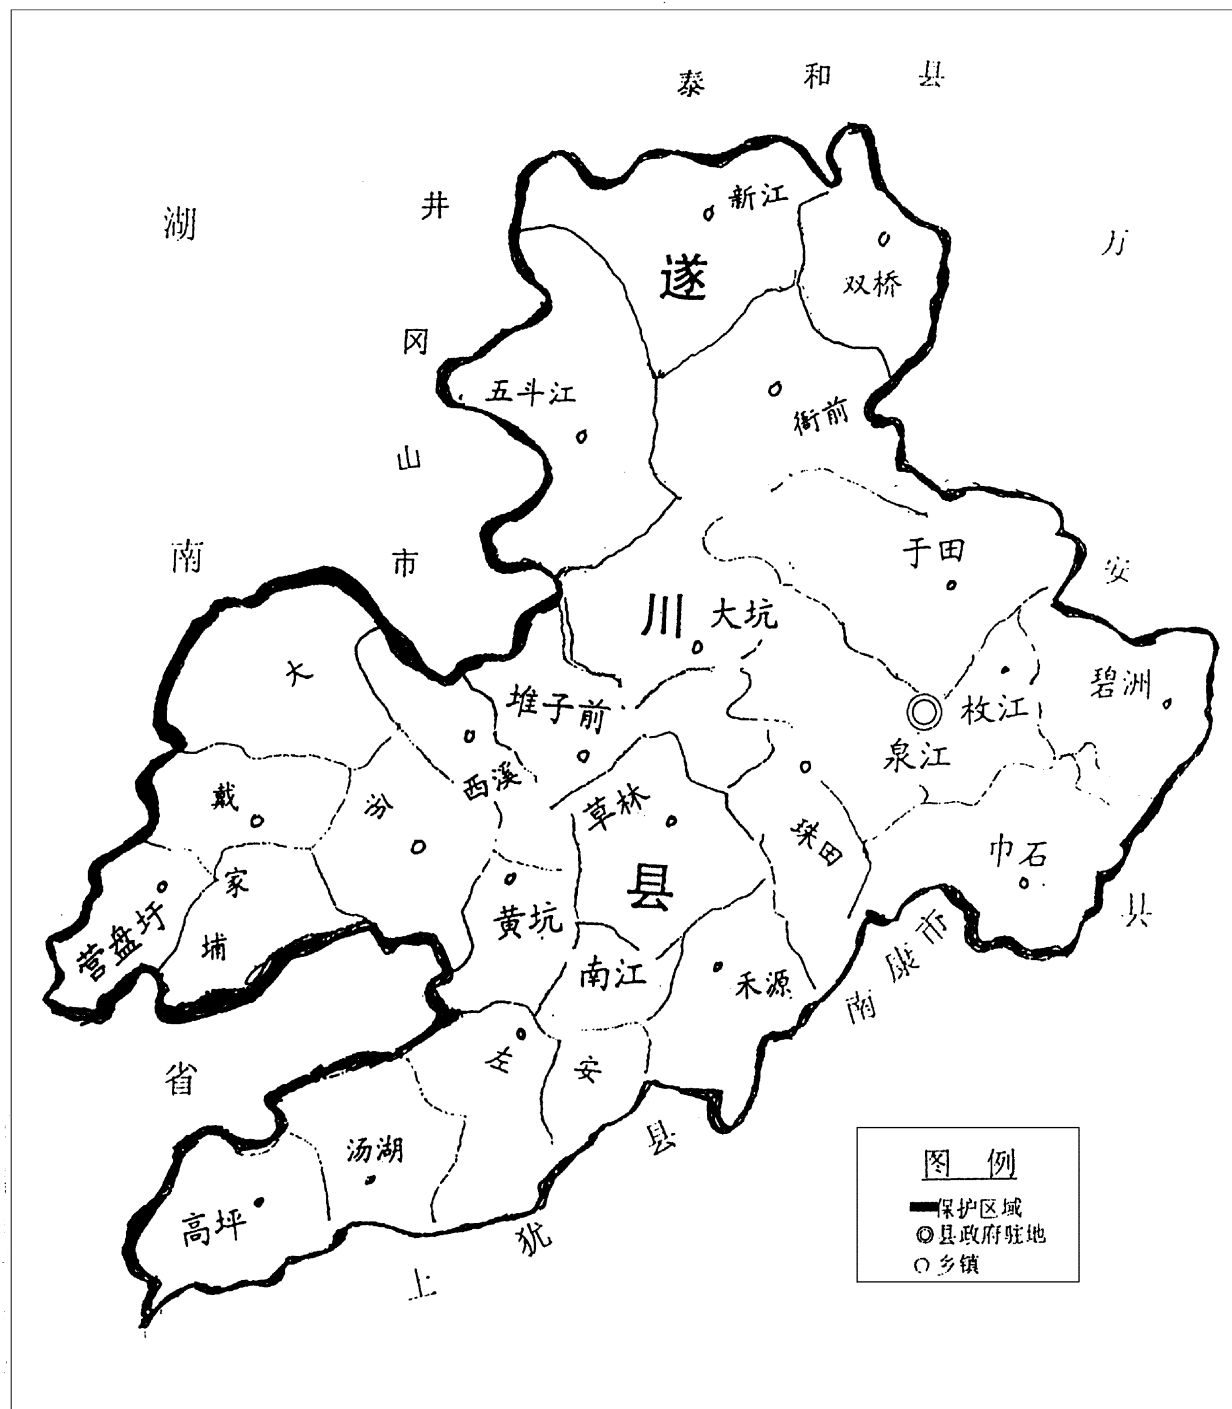 泰和县
湖南省
井冈山市
万安县
遂川县
新江
双桥
五斗江
衙前
于田
大坑
碧洲
枚江
泉江
堆子前
西溪
大汾
草林
珠田
巾石
戴家埔
营盘圩
黄坑
南江
禾源
南康市
左安
汤湖
高坪
上犹县
图例
保护区域
县政府驻地
乡镇